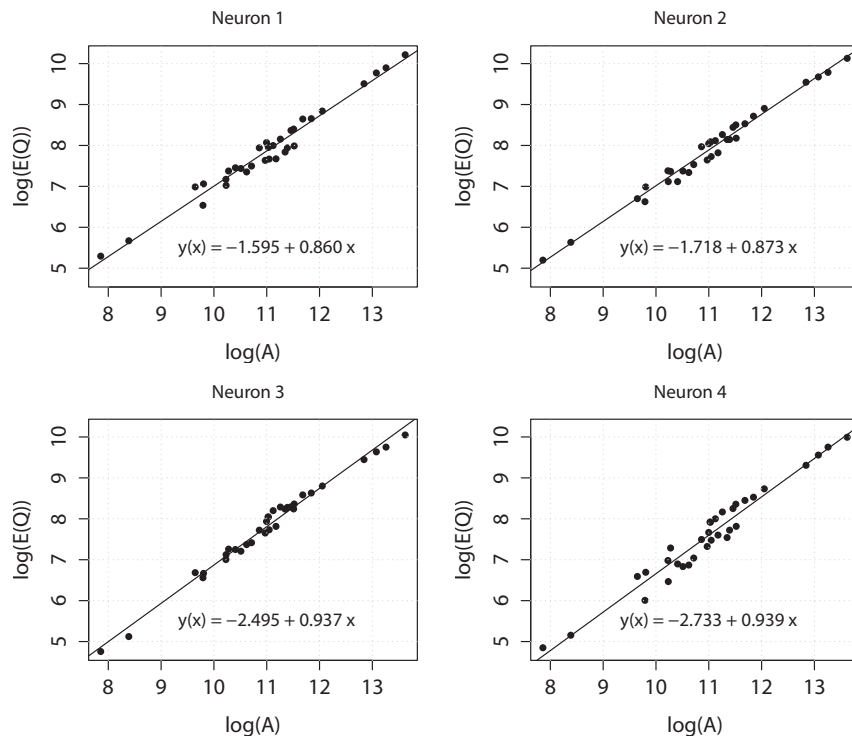 Neuron 1
log(E(Q))
10
9
8
7
6
5
y(x) = −1.595 + 0.860 x
8 9 10 11 12 13
log(A)
Neuron 2
log(E(Q))
10
9
8
7
6
5
y(x) = −1.718 + 0.873 x
8 9 10 11 12 13
log(A)
Neuron 3
log(E(Q))
10
9
8
7
6
5
y(x) = −2.495 + 0.937 x
8 9 10 11 12 13
log(A)
Neuron 4
log(E(Q))
10
9
8
7
6
5
y(x) = −2.733 + 0.939 x
8 9 10 11 12 13
log(A)